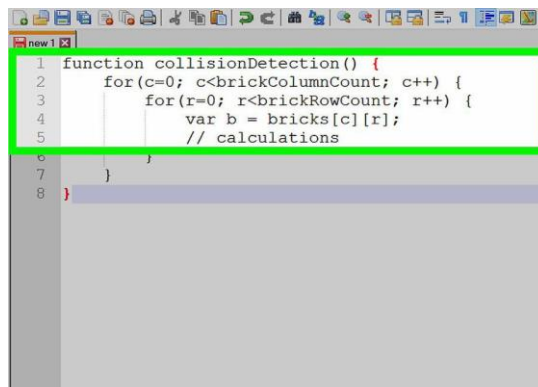 new 1
1 function collisionDetection() {
2 for(c=0; c<brickColumnCount; c++) {
3 for(r=0; r<brickRowCount; r++) {
4 var b = bricks[c][r];
5 // calculations
6 }
7 }
8 }